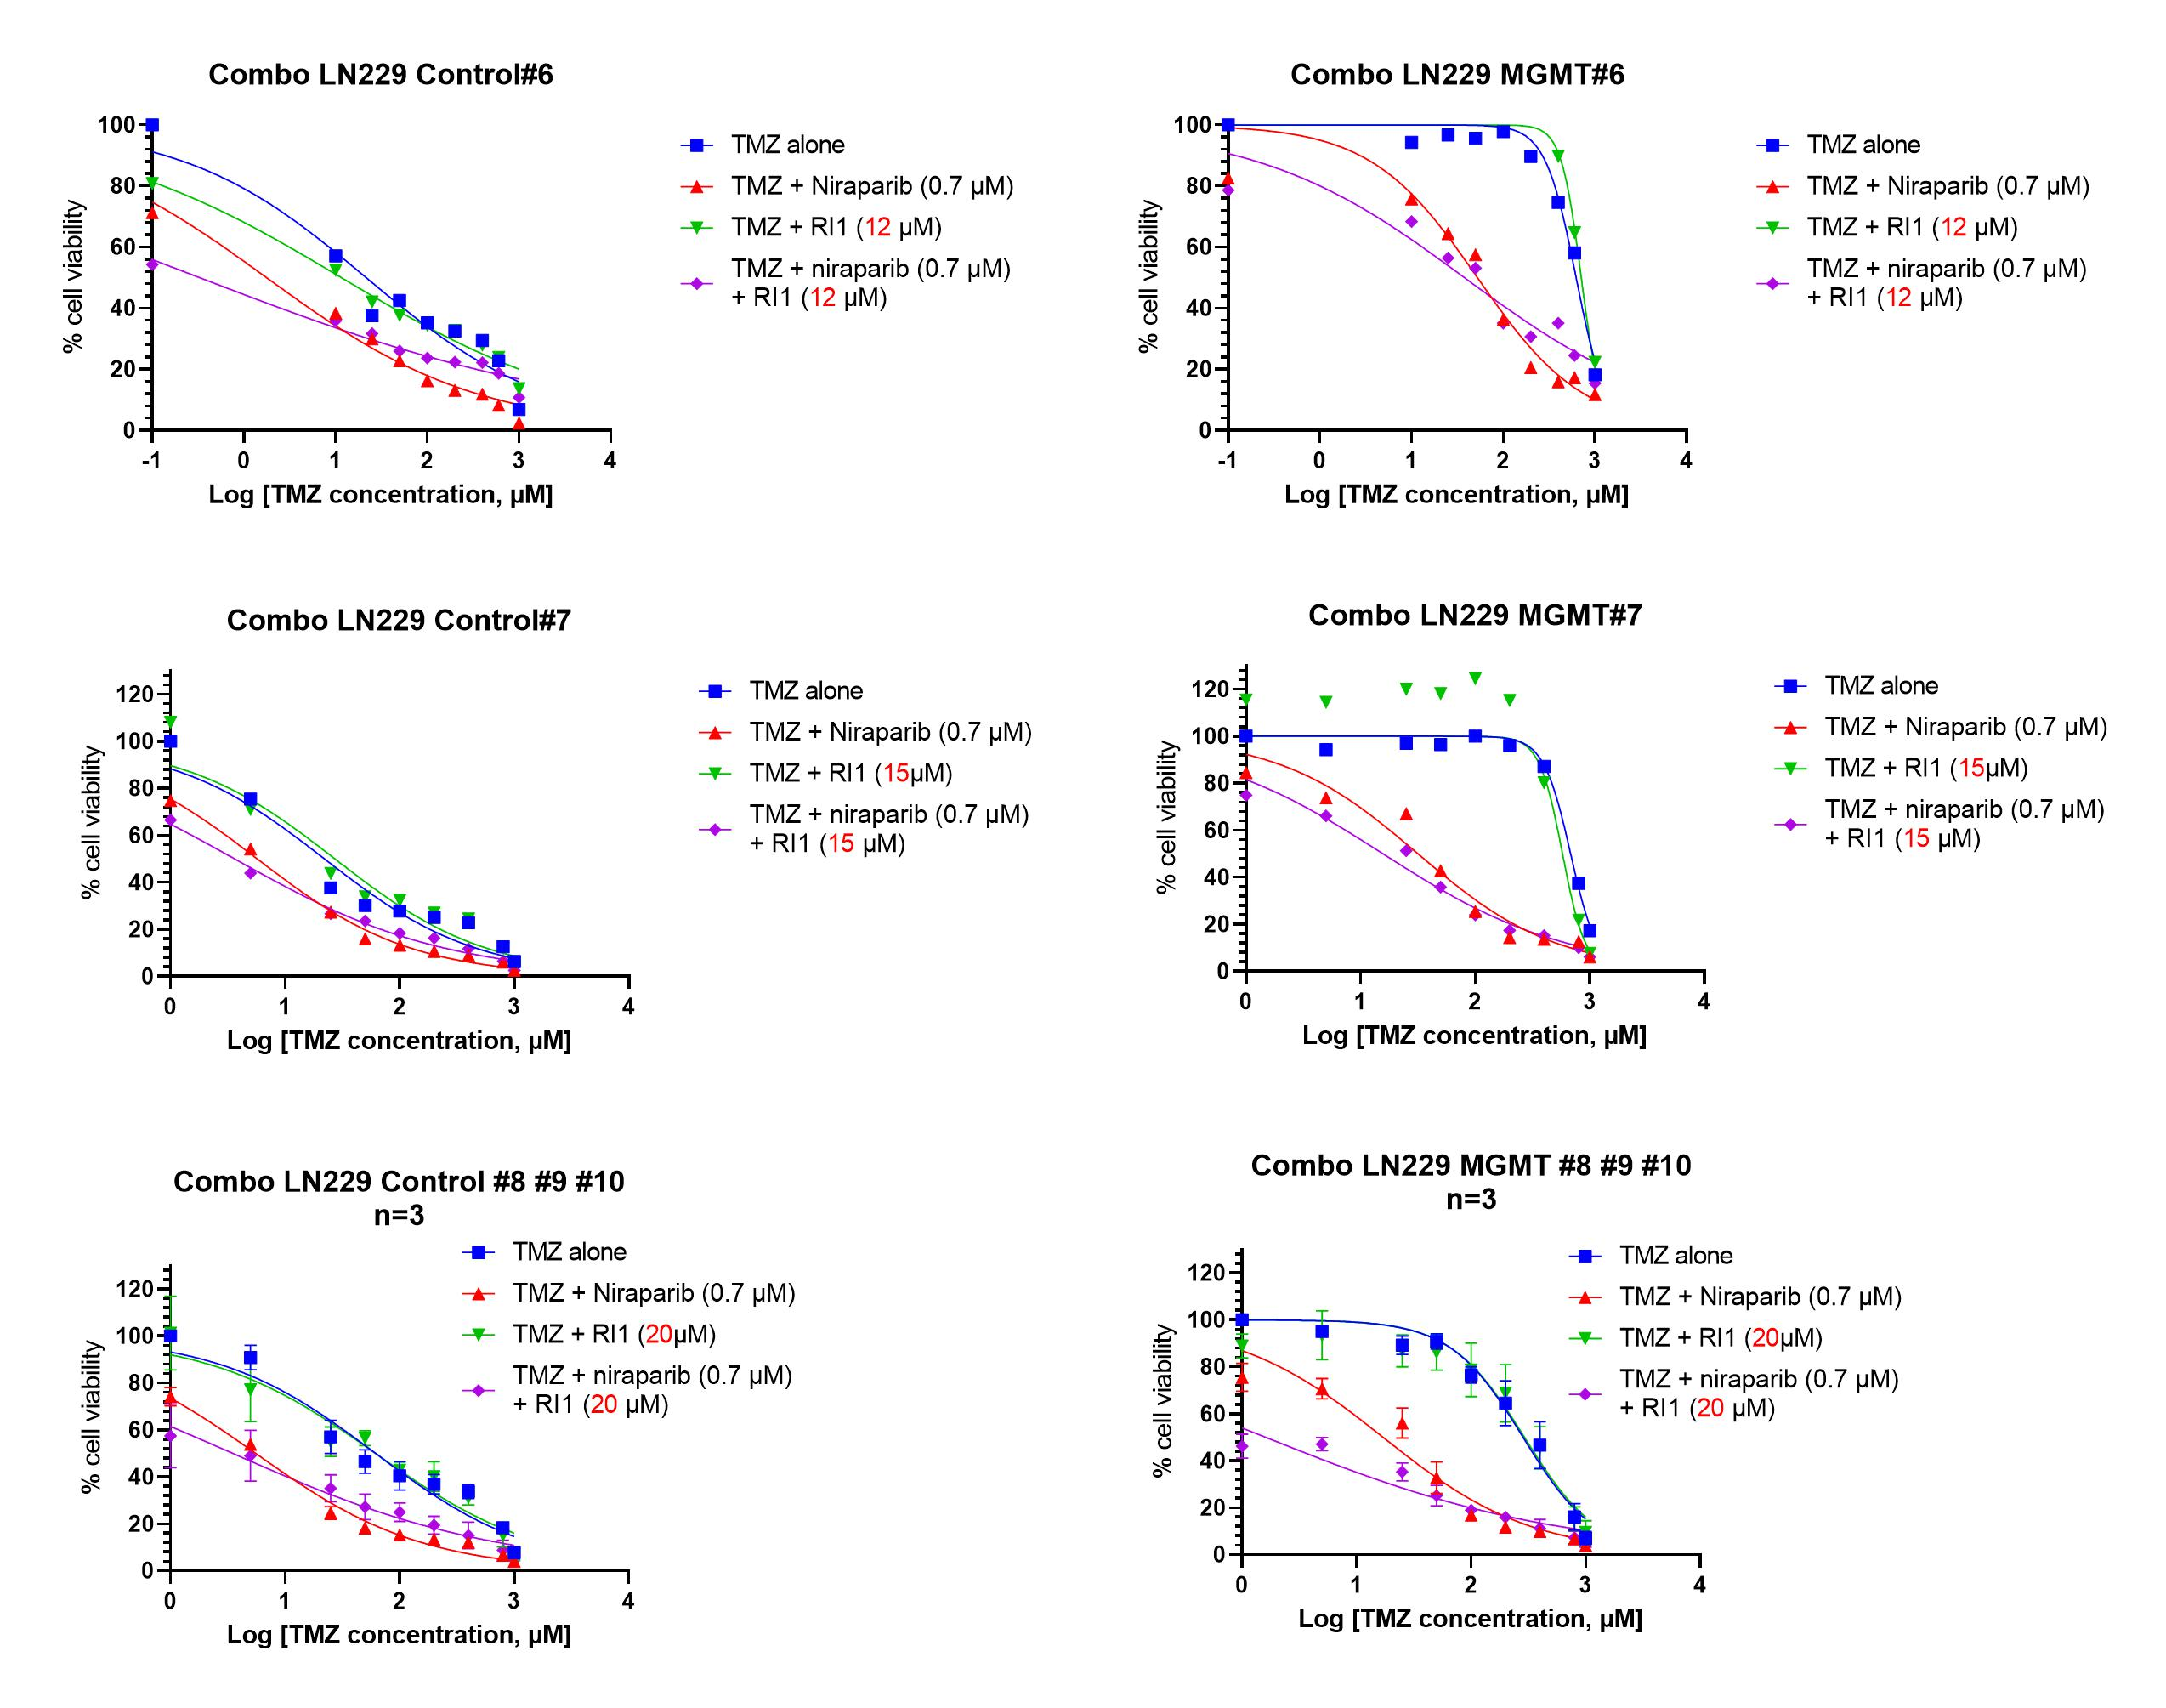 Combo LN229 Control#6
100
80
60
40
20
0
-1
0
1
2
3
4
% cell viability
Log [TMZ concentration, µM]
TMZ alone
TMZ + Niraparib (0.7 µM)
TMZ + RI1 (12 µM)
TMZ + niraparib (0.7 µM)
+ RI1 (12 µM)
Combo LN229 MGMT#6
100
80
60
40
20
0
-1
0
1
2
3
4
% cell viability
Log [TMZ concentration, µM]
TMZ alone
TMZ + Niraparib (0.7 µM)
TMZ + RI1 (12 µM)
TMZ + niraparib (0.7 µM)
+ RI1 (12 µM)
Combo LN229 Control#7
120
100
80
60
40
20
0
0
1
2
3
4
% cell viability
Log [TMZ concentration, µM]
TMZ alone
TMZ + Niraparib (0.7 µM)
TMZ + RI1 (15µM)
TMZ + niraparib (0.7 µM)
+ RI1 (15 µM)
Combo LN229 MGMT#7
120
100
80
60
40
20
0
0
1
2
3
4
% cell viability
Log [TMZ concentration, µM]
TMZ alone
TMZ + Niraparib (0.7 µM)
TMZ + RI1 (15µM)
TMZ + niraparib (0.7 µM)
+ RI1 (15 µM)
Combo LN229 Control #8 #9 #10
n=3
120
100
80
60
40
20
0
0
1
2
3
4
% cell viability
Log [TMZ concentration, µM]
TMZ alone
TMZ + Niraparib (0.7 µM)
TMZ + RI1 (20µM)
TMZ + niraparib (0.7 µM)
+ RI1 (20 µM)
Combo LN229 MGMT #8 #9 #10
n=3
120
100
80
60
40
20
0
0
1
2
3
4
% cell viability
Log [TMZ concentration, µM]
TMZ alone
TMZ + Niraparib (0.7 µM)
TMZ + RI1 (20µM)
TMZ + niraparib (0.7 µM)
+ RI1 (20 µM)